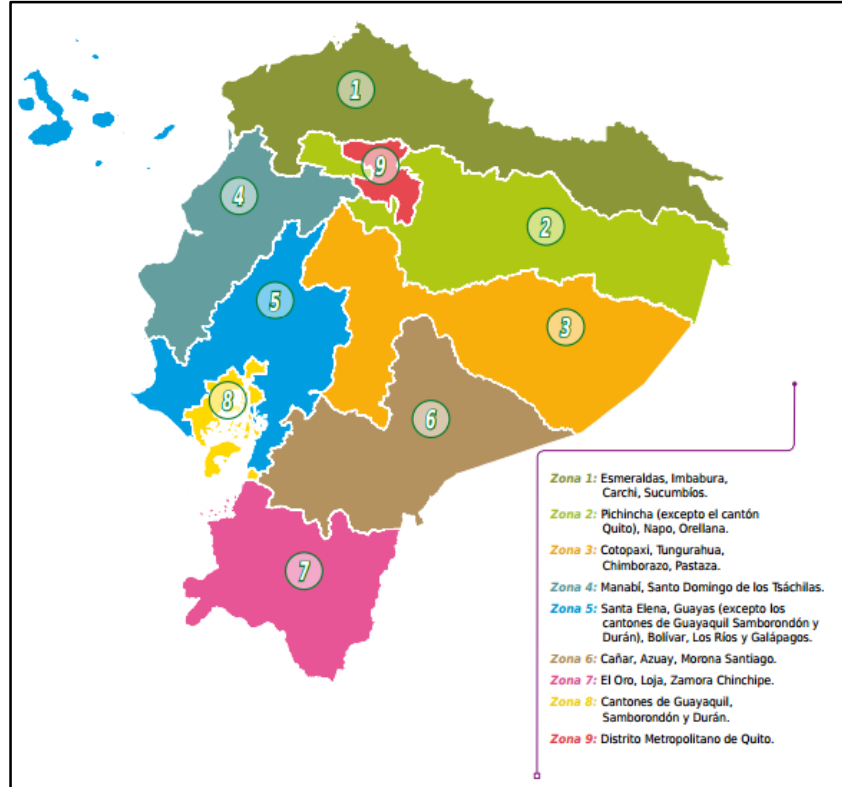 1
9
4
2
5
3
8
6
7
Zona 1: Esmeraldas, Imbabura,
Carchi, Sucumbíos.
Zona 2: Pichincha (excepto el cantón
Quito), Napo, Orellana.
Zona 3: Cotopaxi, Tungurahua,
Chimborazo, Pastaza.
Zona 4: Manabí, Santo Domingo de los Tsáchilas.
Zona 5: Santa Elena, Guayas (excepto los
cantones de Guayaquil Samborondón y
Durán), Bolívar, Los Ríos y Galápagos.
Zona 6: Cañar, Azuay, Morona Santiago.
Zona 7: El Oro, Loja, Zamora Chinchipe.
Zona 8: Cantones de Guayaquil,
Samborondón y Durán.
Zona 9: Distrito Metropolitano de Quito.